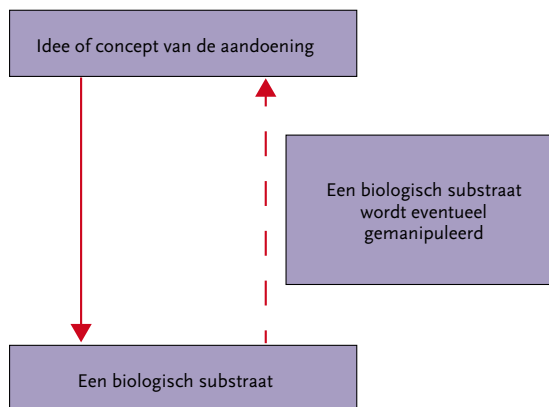 Idee of concept van de aandoening
Een biologisch substraat
wordt eventueel
gemanipuleerd
Een biologisch substraat